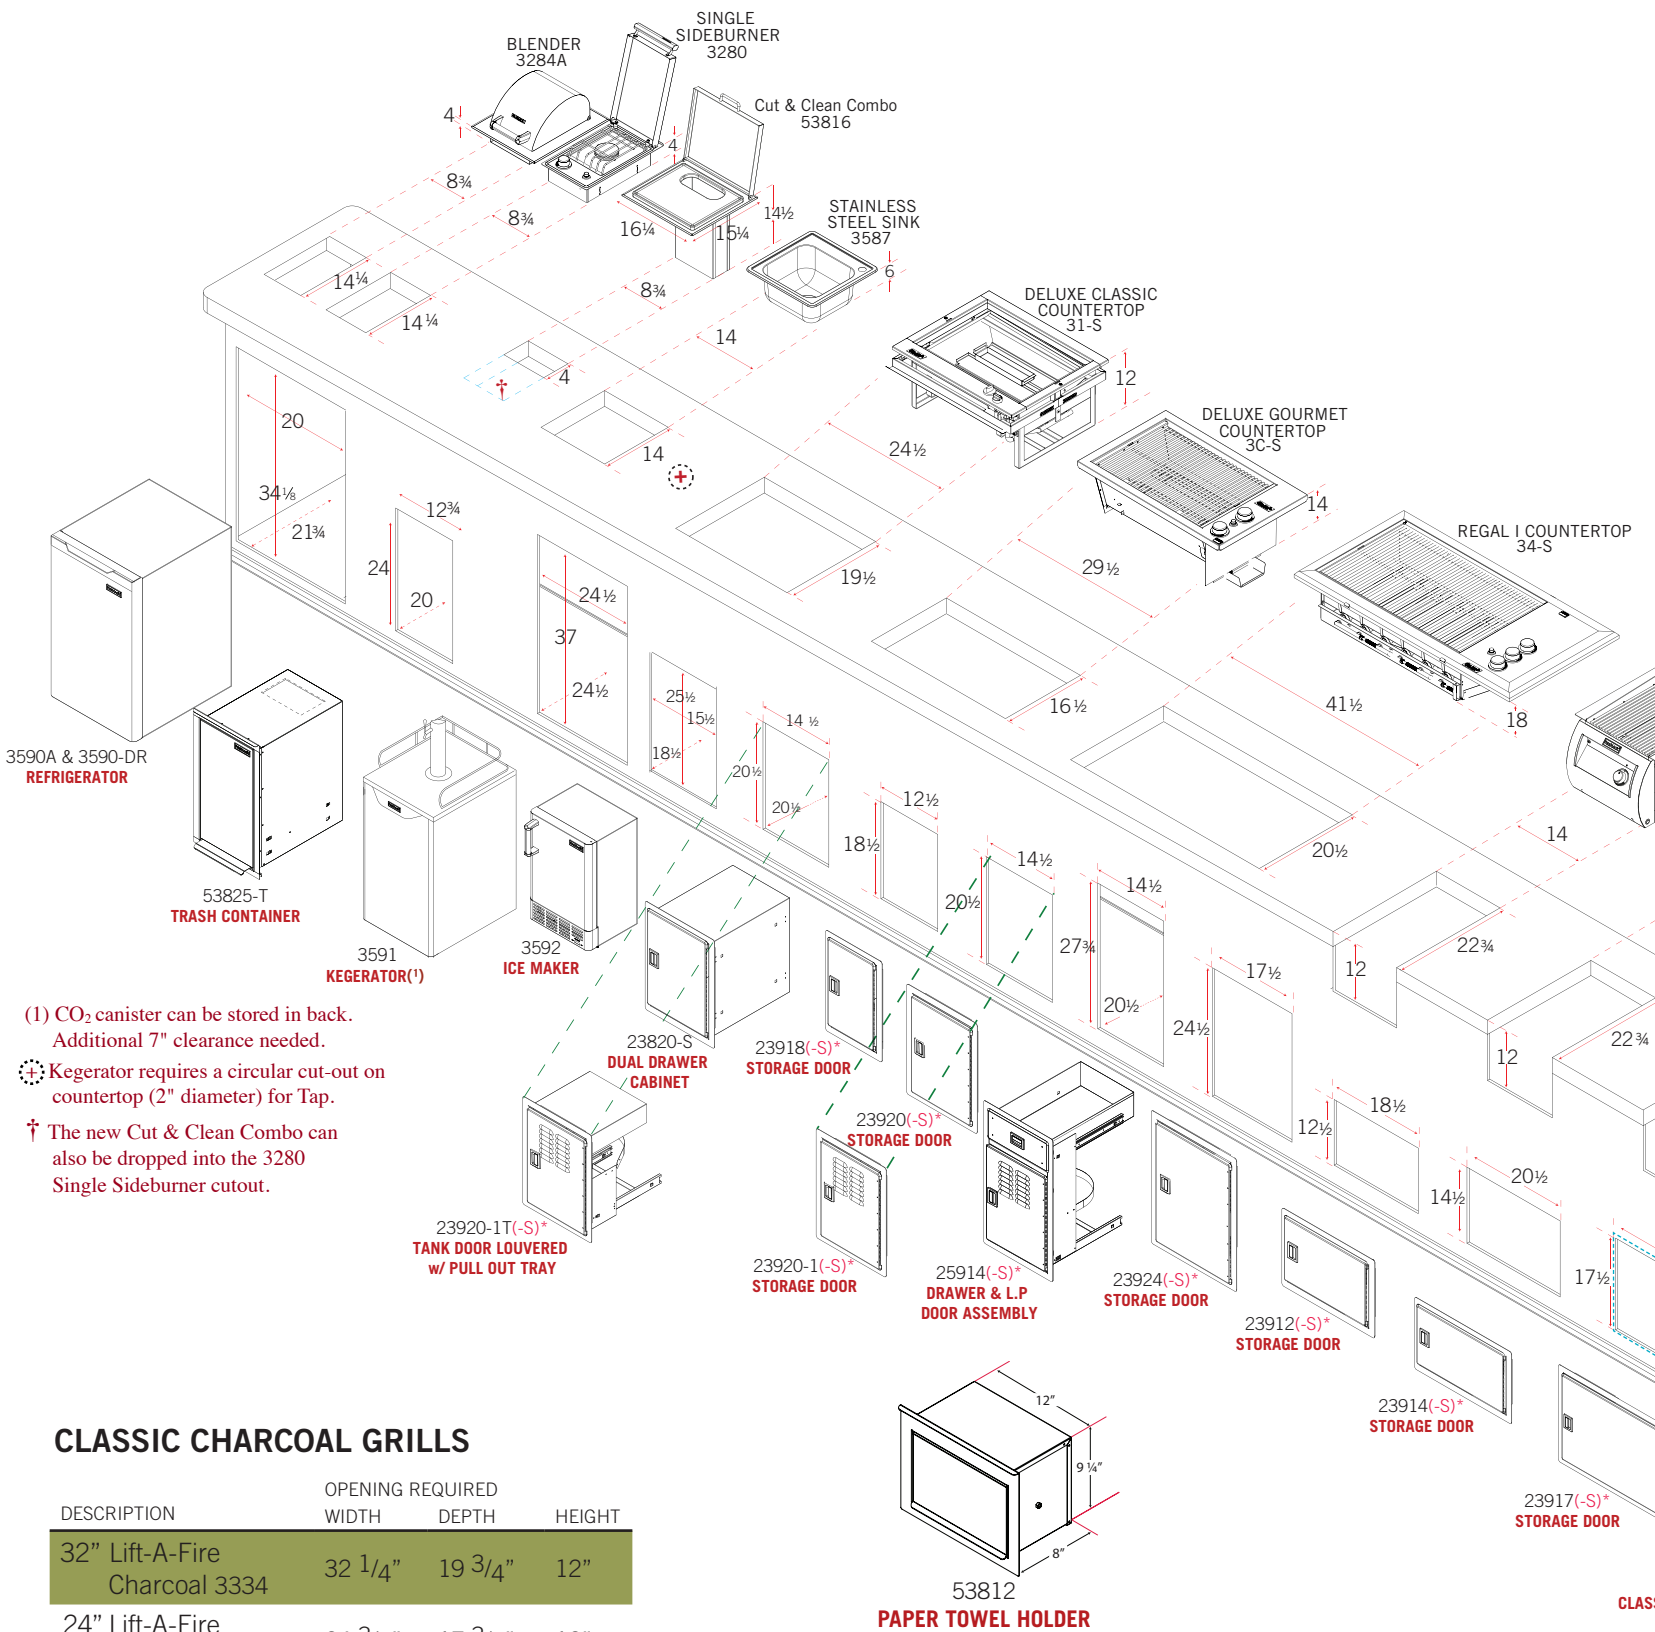 SINGLE
SIDEBURNER
3280
BLENDER
3284A
Cut & Clean Combo
53816
4
4
8¾
8¾
14½
16¼
15¼
STAINLESS
STEEL SINK
3587
6
14¼
14¼
8¾
4
†
14
14
DELUXE CLASSIC
COUNTERTOP
31-S
12
24½
19½
DELUXE GOURMET
COUNTERTOP
3C-S
14
29½
16½
REGAL I COUNTERTOP
34-S
18
41½
20½
14
22¾
12
22¾
12
20
34⅛
21¾
12¾
24
20
24½
37
24½
25½
15½
18½
14 ½
20½
20½
12½
18½
14½
20½
14½
27¾
20½
17½
24½
18½
12½
20½
14½
17½
3590A & 3590-DR
REFRIGERATOR
53825-T
TRASH CONTAINER
3591
KEGERATOR(¹)
3592
ICE MAKER
23820-S
DUAL DRAWER
CABINET
23918(-S)*
STORAGE DOOR
23920(-S)*
STORAGE DOOR
23920-1T(-S)*
TANK DOOR LOUVERED
w/ PULL OUT TRAY
23920-1(-S)*
STORAGE DOOR
25914(-S)*
DRAWER & L.P
DOOR ASSEMBLY
23924(-S)*
STORAGE DOOR
23912(-S)*
STORAGE DOOR
23914(-S)*
STORAGE DOOR
23917(-S)*
STORAGE DOOR
(1) CO₂ canister can be stored in back.
Additional 7" clearance needed.
+ Kegerator requires a circular cut-out on
countertop (2" diameter) for Tap.
† The new Cut & Clean Combo can
also be dropped into the 3280
Single Sideburner cutout.
12"
9 ¼"
8"
53812
PAPER TOWEL HOLDER
CLASSIC CHARCOAL GRILLS
OPENING REQUIRED
DESCRIPTION WIDTH DEPTH HEIGHT
32” Lift-A-Fire
Charcoal 3334 32 1/4” 19 3/4” 12”
24” Lift-A-Fire
CLASS